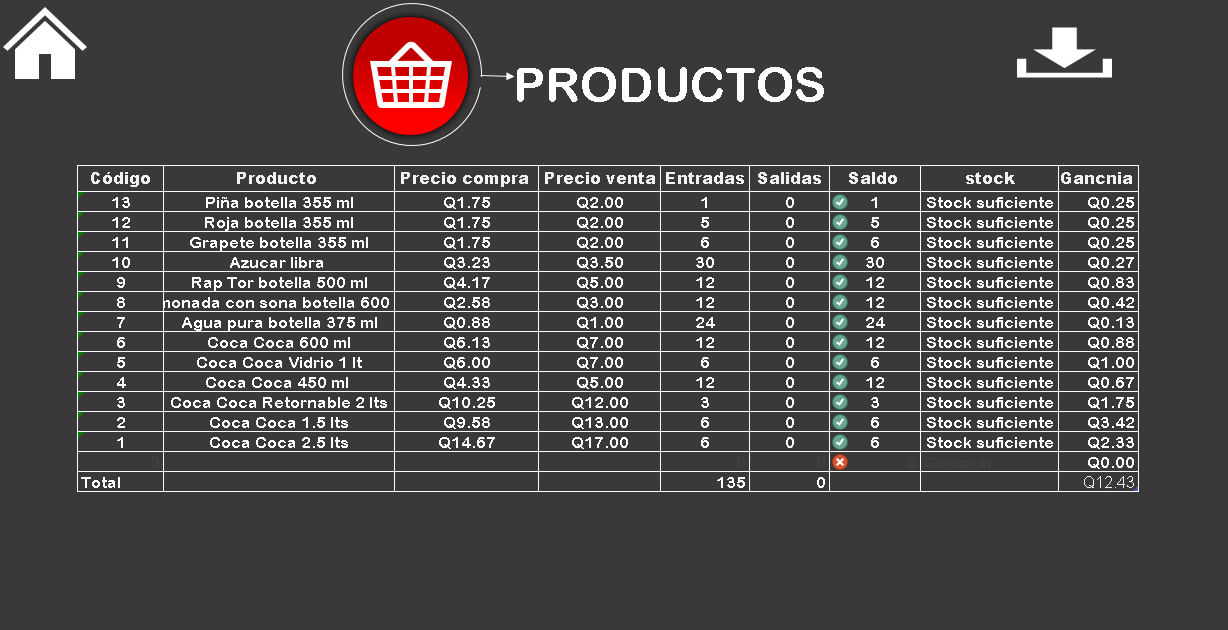 PRODUCTOS
Código Producto Precio compra Precio venta Entradas Salidas Saldo stock Gancnia
13 Piña botella 355 ml Q1.75 Q2.00 1 0 1 Stock suficiente Q0.25
12 Roja botella 355 ml Q1.75 Q2.00 5 0 5 Stock suficiente Q0.25
11 Grapete botella 355 ml Q1.75 Q2.00 6 0 6 Stock suficiente Q0.25
10 Azucar libra Q3.23 Q3.50 30 0 30 Stock suficiente Q0.27
9 Rap Tor botella 500 ml Q4.17 Q5.00 12 0 12 Stock suficiente Q0.83
8 nonada con sona botella 600 Q2.58 Q3.00 12 0 12 Stock suficiente Q0.42
7 Agua pura botella 375 ml Q0.88 Q1.00 24 0 24 Stock suficiente Q0.13
6 Coca Coca 600 ml Q6.13 Q7.00 12 0 12 Stock suficiente Q0.88
5 Coca Coca Vidrio 1 lt Q6.00 Q7.00 6 0 6 Stock suficiente Q1.00
4 Coca Coca 450 ml Q4.33 Q5.00 12 0 12 Stock suficiente Q0.67
3 Coca Coca Retornable 2 lts Q10.25 Q12.00 3 0 3 Stock suficiente Q1.75
2 Coca Coca 1.5 lts Q9.58 Q13.00 6 0 6 Stock suficiente Q3.42
1 Coca Coca 2.5 lts Q14.67 Q17.00 6 0 6 Stock suficiente Q2.33
0 0 0 0 Comprar Q0.00
Total 135 0 Q12.43